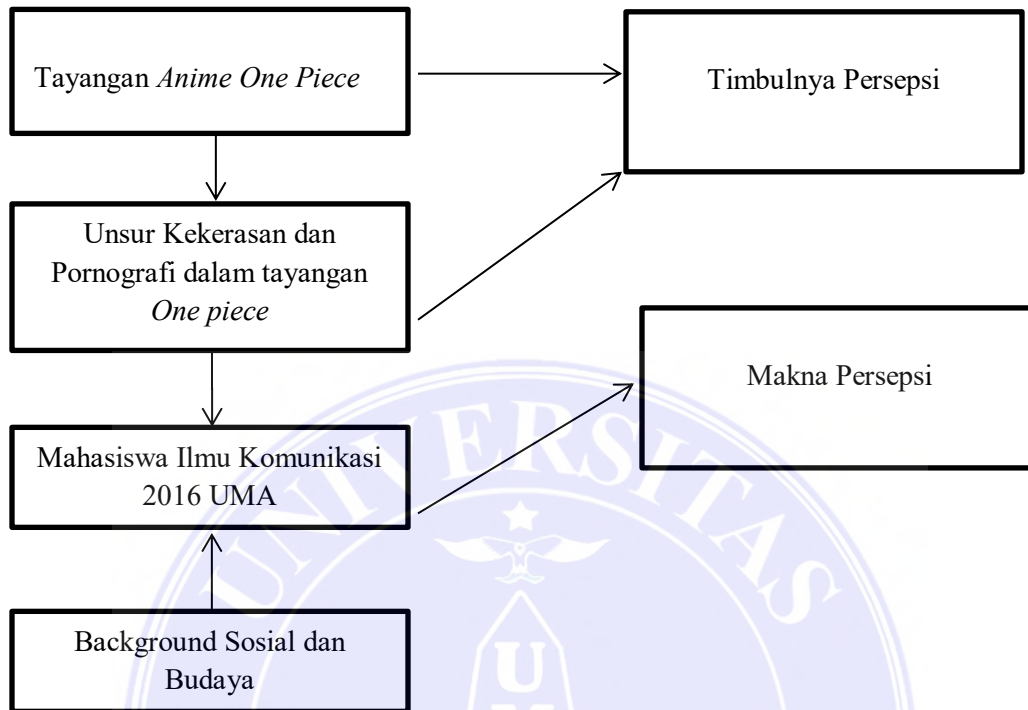 Tayangan Anime One Piece
Timbulnya Persepsi
Unsur Kekerasan dan
Pornografi dalam tayangan
One piece
Makna Persepsi
Mahasiswa Ilmu Komunikasi
2016 UMA
Background Sosial dan
Budaya
UNIVERSITAS
U